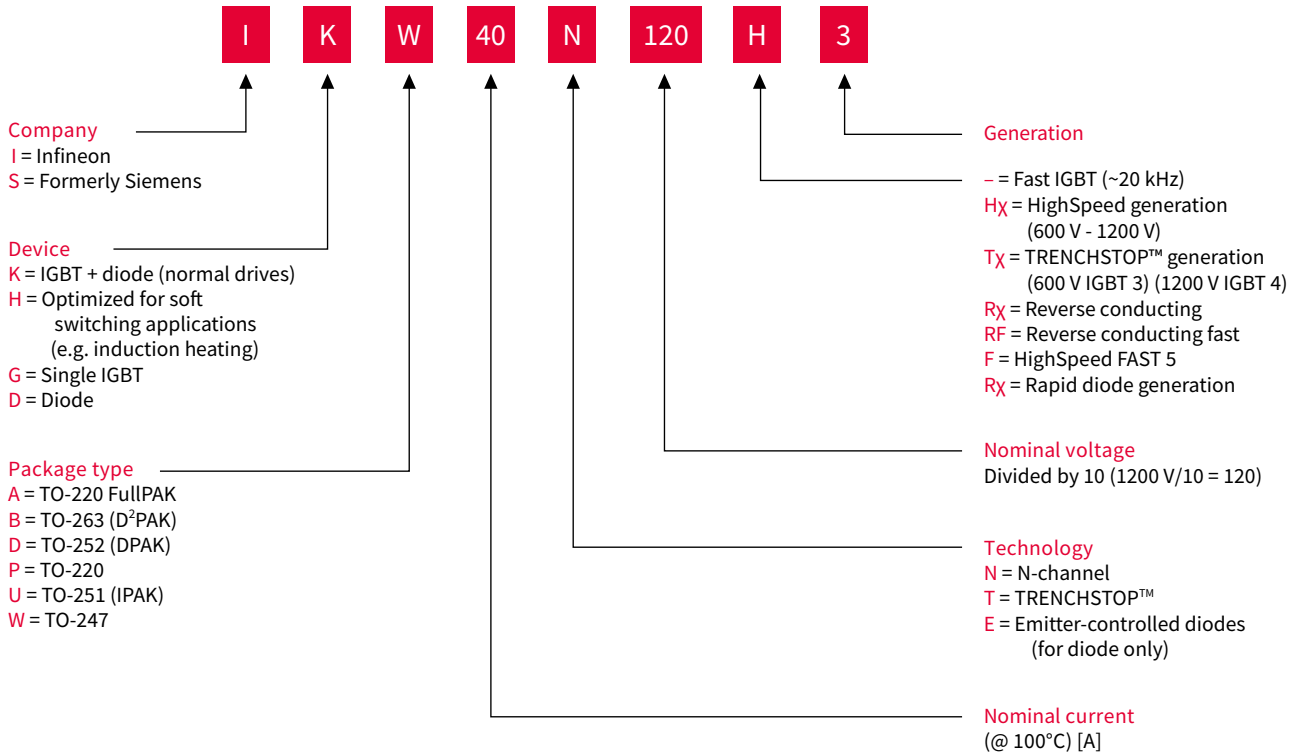 I K W 40 N 120 H 3
Company
I = Infineon
S = Formerly Siemens
Device
K = IGBT + diode (normal drives)
H = Optimized for soft
switching applications
(e.g. induction heating)
G = Single IGBT
D = Diode
Package type
A = TO-220 FullPAK
B = TO-263 (D²PAK)
D = TO-252 (DPAK)
P = TO-220
U = TO-251 (IPAK)
W = TO-247
Generation
– = Fast IGBT (~20 kHz)
Hχ = HighSpeed generation
(600 V - 1200 V)
Tχ = TRENCHSTOP™ generation
(600 V IGBT 3) (1200 V IGBT 4)
Rχ = Reverse conducting
RF = Reverse conducting fast
F = HighSpeed FAST 5
Rχ = Rapid diode generation
Nominal voltage
Divided by 10 (1200 V/10 = 120)
Technology
N = N-channel
T = TRENCHSTOP™
E = Emitter-controlled diodes
(for diode only)
Nominal current
(@ 100°C) [A]